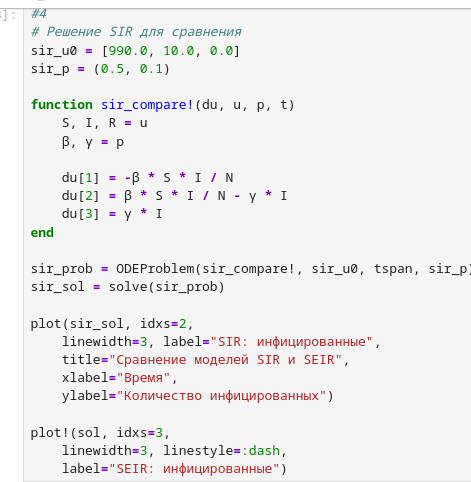 ]:
#4
# Решение SIR для сравнения
sir_u0 = [990.0, 10.0, 0.0]
sir_p = (0.5, 0.1)
function sir_compare!(du, u, p, t)
    S, I, R = u
    β, γ = p
    du[1] = -β * S * I / N
    du[2] = β * S * I / N - γ * I
    du[3] = γ * I
end
sir_prob = ODEProblem(sir_compare!, sir_u0, tspan, sir_p)
sir_sol = solve(sir_prob)
plot(sir_sol, idxs=2,
    linewidth=3, label="SIR: инфицированные",
    title="Сравнение моделей SIR и SEIR",
    xlabel="Время",
    ylabel="Количество инфицированных")
plot!(sol, idxs=3,
    linewidth=3, linestyle=:dash,
    label="SEIR: инфицированные")